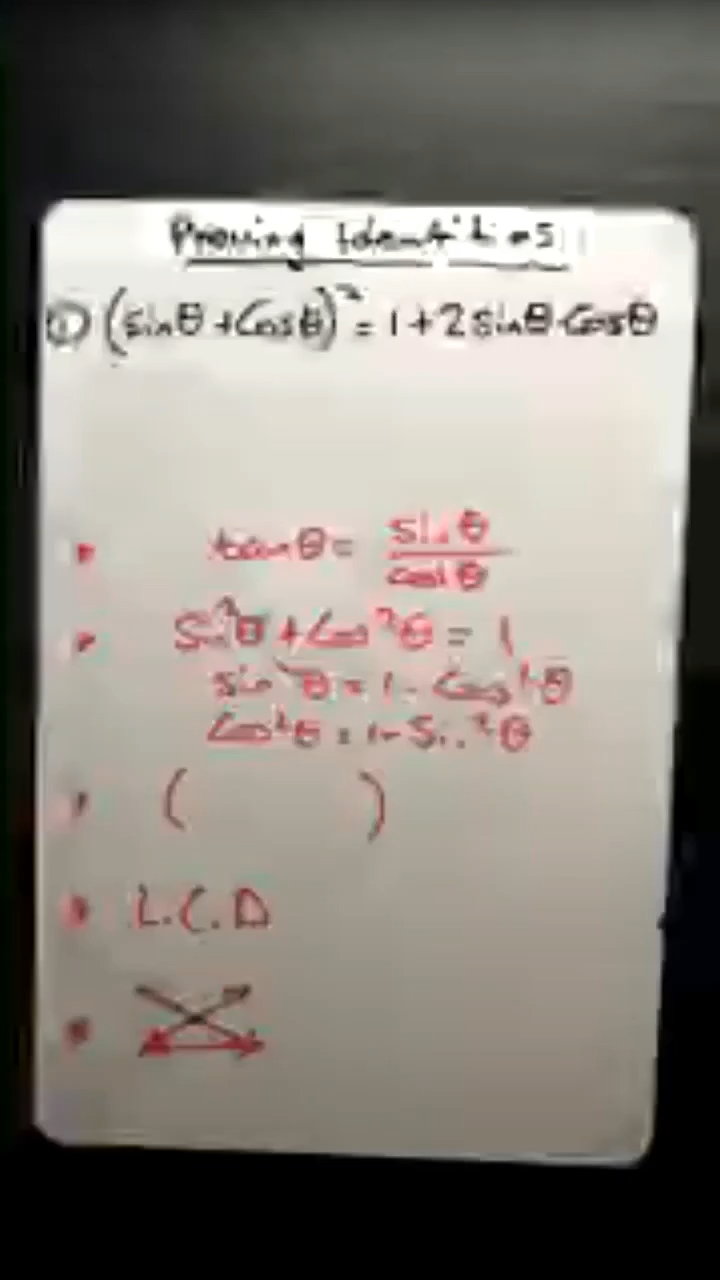 Proving Identities
① (sinθ + Cosθ)² = 1 + 2 sinθ Cosθ
tanθ = sinθ / cosθ
Sin²θ + Cos²θ = 1
sin²θ = 1 - Cos²θ
Cos²θ = 1 - Sin²θ
( )
L.C.D